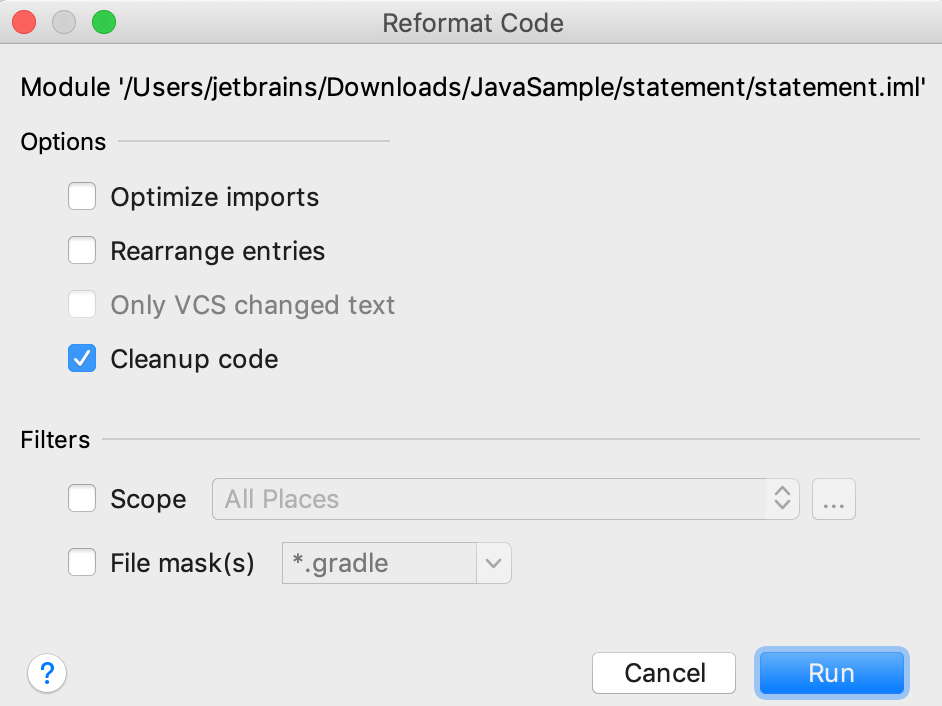 Reformat Code
Module '/Users/jetbrains/Downloads/JavaSample/statement/statement.iml'
Options
Optimize imports
Rearrange entries
Only VCS changed text
Cleanup code
Filters
Scope All Places ...
File mask(s) *.gradle
? Cancel Run